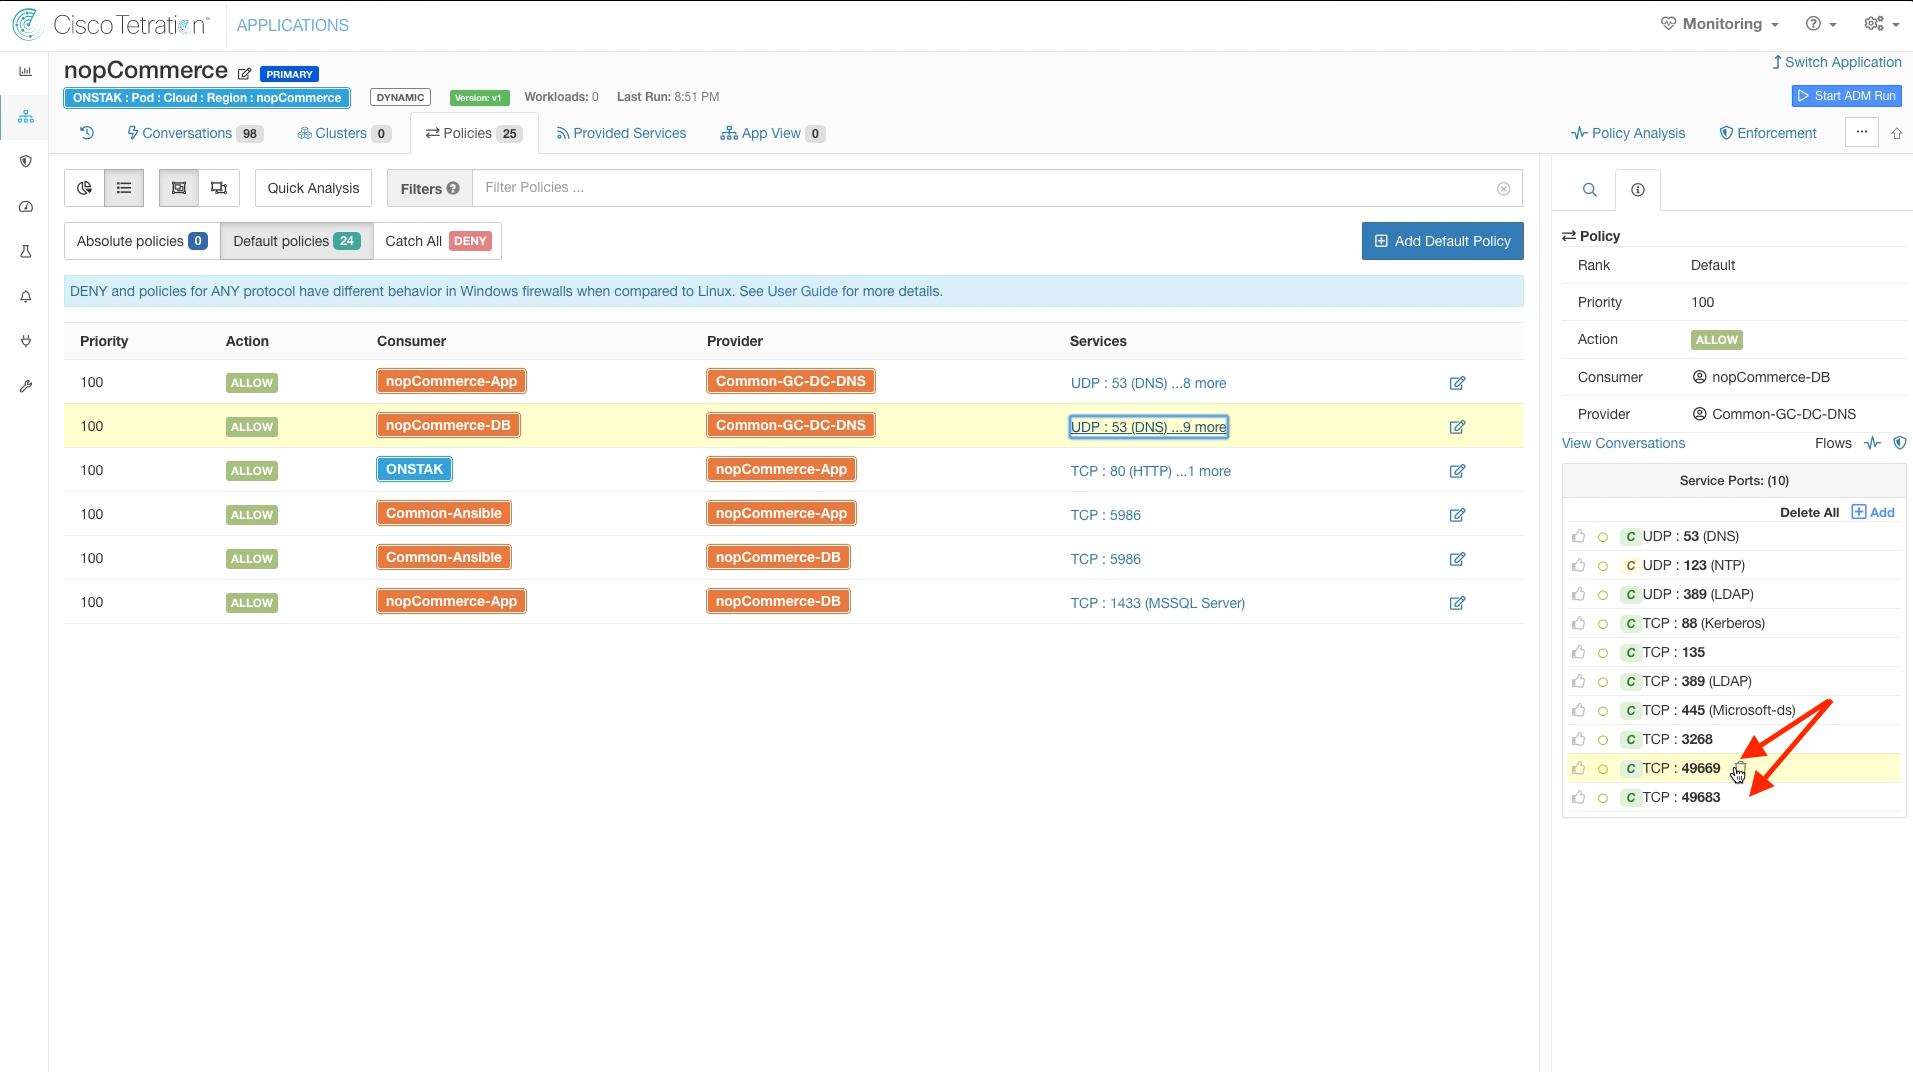 Cisco Tetration™ APPLICATIONS Monitoring
nopCommerce PRIMARY
Switch Application
ONSTAK : Pod : Cloud : Region : nopCommerce DYNAMIC Version: v1 Workloads: 0 Last Run: 8:51 PM
Start ADM Run
Conversations 98 Clusters 0 Policies 25 Provided Services App View 0 Policy Analysis Enforcement ...
Quick Analysis Filters ? Filter Policies ...
Absolute policies 0 Default policies 24 Catch All DENY Add Default Policy
DENY and policies for ANY protocol have different behavior in Windows firewalls when compared to Linux. See User Guide for more details.
Priority Action Consumer Provider Services
100 ALLOW nopCommerce-App Common-GC-DC-DNS UDP : 53 (DNS) ...8 more
100 ALLOW nopCommerce-DB Common-GC-DC-DNS UDP : 53 (DNS) ...9 more
100 ALLOW ONSTAK nopCommerce-App TCP : 80 (HTTP) ...1 more
100 ALLOW Common-Ansible nopCommerce-App TCP : 5986
100 ALLOW Common-Ansible nopCommerce-DB TCP : 5986
100 ALLOW nopCommerce-App nopCommerce-DB TCP : 1433 (MSSQL Server)
Policy
Rank Default
Priority 100
Action ALLOW
Consumer nopCommerce-DB
Provider Common-GC-DC-DNS
View Conversations Flows
Service Ports: (10)
Delete All Add
C UDP : 53 (DNS)
C UDP : 123 (NTP)
C UDP : 389 (LDAP)
C TCP : 88 (Kerberos)
C TCP : 135
C TCP : 389 (LDAP)
C TCP : 445 (Microsoft-ds)
C TCP : 3268
C TCP : 49669
C TCP : 49683